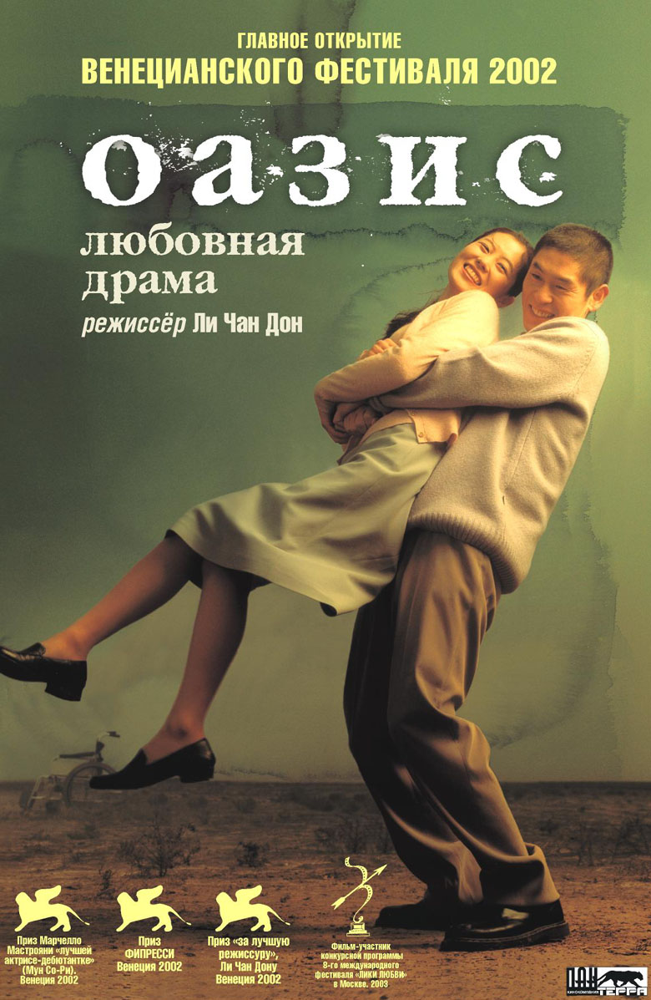 ГЛАВНОЕ ОТКРЫТИЕ
ВЕНЕЦИАНСКОГО ФЕСТИВАЛЯ 2002
ОАЗИС
любовная
драма
режиссёр Ли Чан Дон
Приз Марчелло
Мастрояни «лучшей
актрисе-дебютантке»
(Мун Со-Ри).
Венеция 2002
Приз
ФИПРЕССИ
Венеция 2002
Приз «за лучшую
режиссуру»,
Ли Чан Дону
Венеция 2002
Фильм-участник
конкурсной программы
8-го международного
фестиваля «ЛИКИ ЛЮБВИ»
в Москве. 2003
ПАН
КИНОКОМПАНИЯ
ТЕРРА